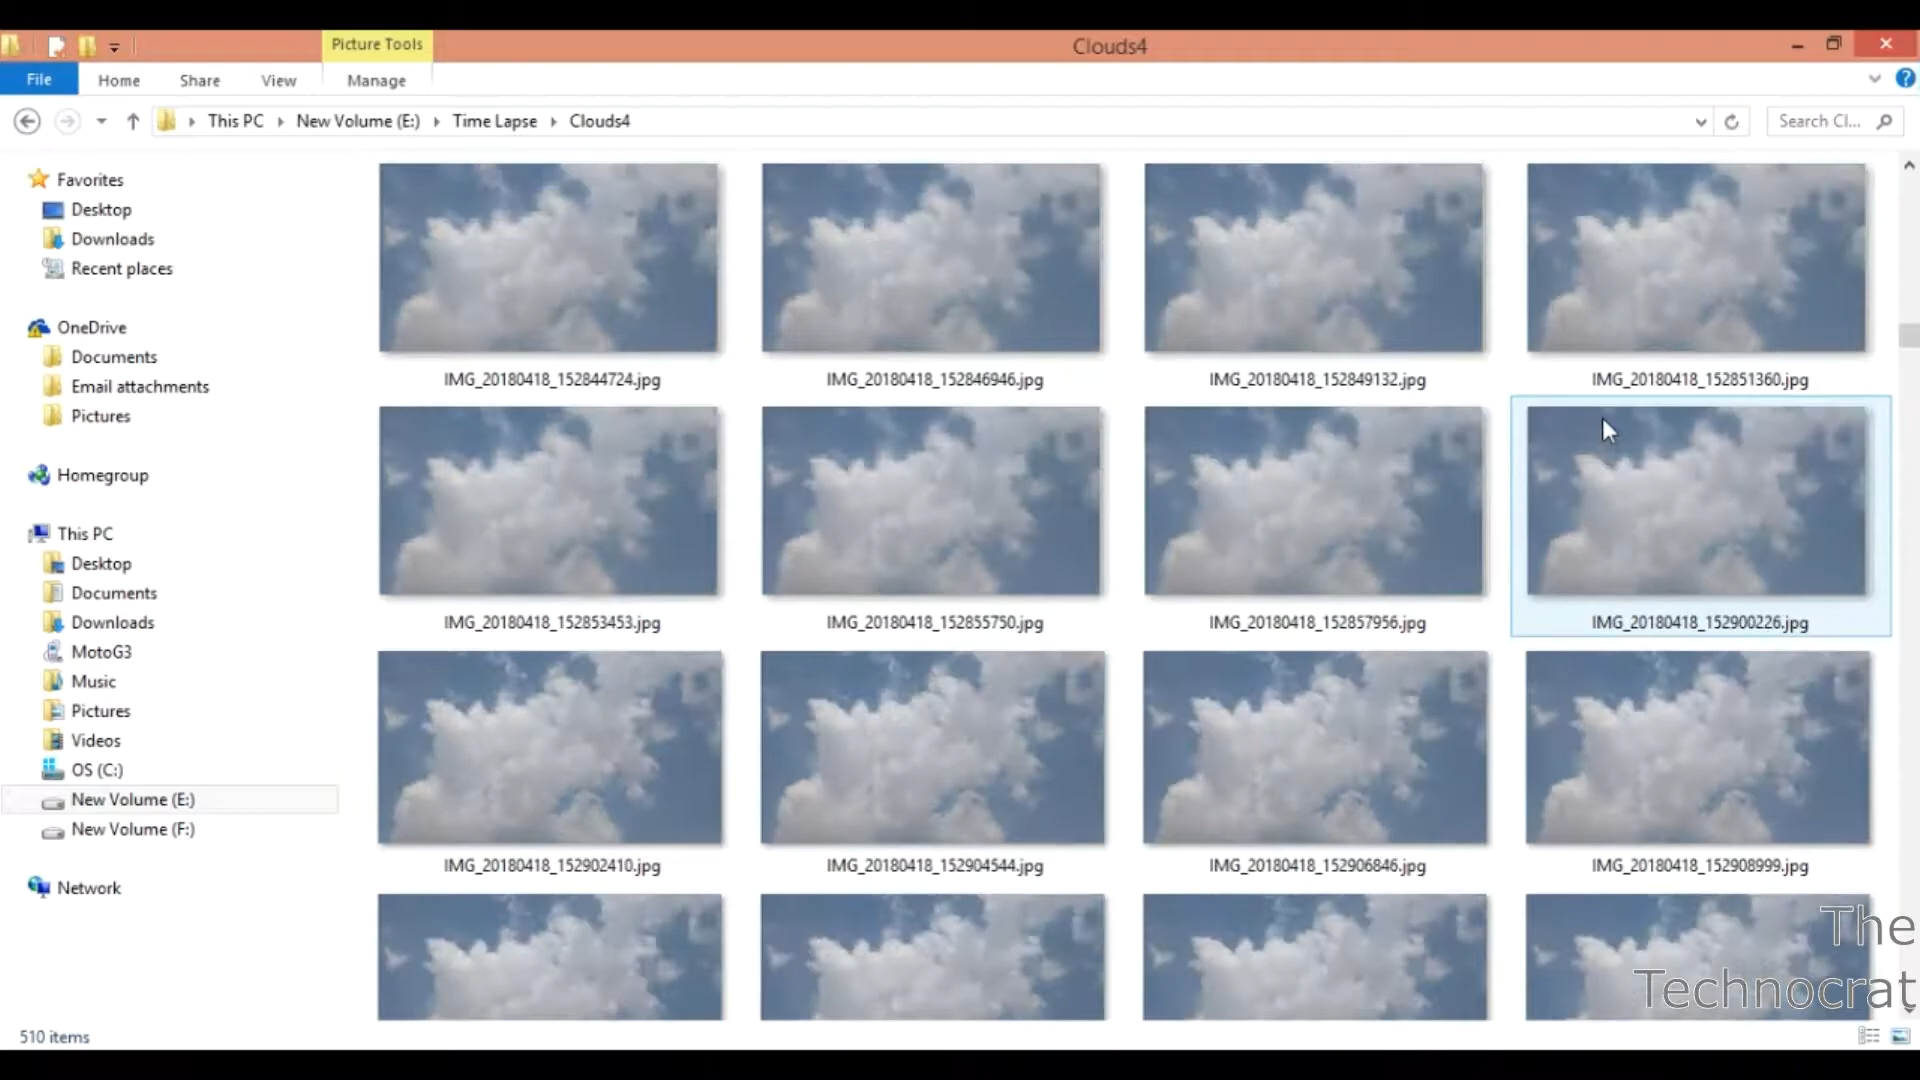 Picture Tools
Clouds4
File
Home
Share
View
Manage
This PC
New Volume (E:)
Time Lapse
Clouds4
Search Cl...
Favorites
Desktop
Downloads
Recent places
OneDrive
Documents
Email attachments
Pictures
Homegroup
This PC
Desktop
Documents
Downloads
MotoG3
Music
Pictures
Videos
OS (C:)
New Volume (E:)
New Volume (F:)
Network
IMG_20180418_152844724.jpg
IMG_20180418_152846946.jpg
IMG_20180418_152849132.jpg
IMG_20180418_152851360.jpg
IMG_20180418_152853453.jpg
IMG_20180418_152855750.jpg
IMG_20180418_152857956.jpg
IMG_20180418_152900226.jpg
IMG_20180418_152902410.jpg
IMG_20180418_152904544.jpg
IMG_20180418_152906846.jpg
IMG_20180418_152908999.jpg
The
Technocrat
510 items